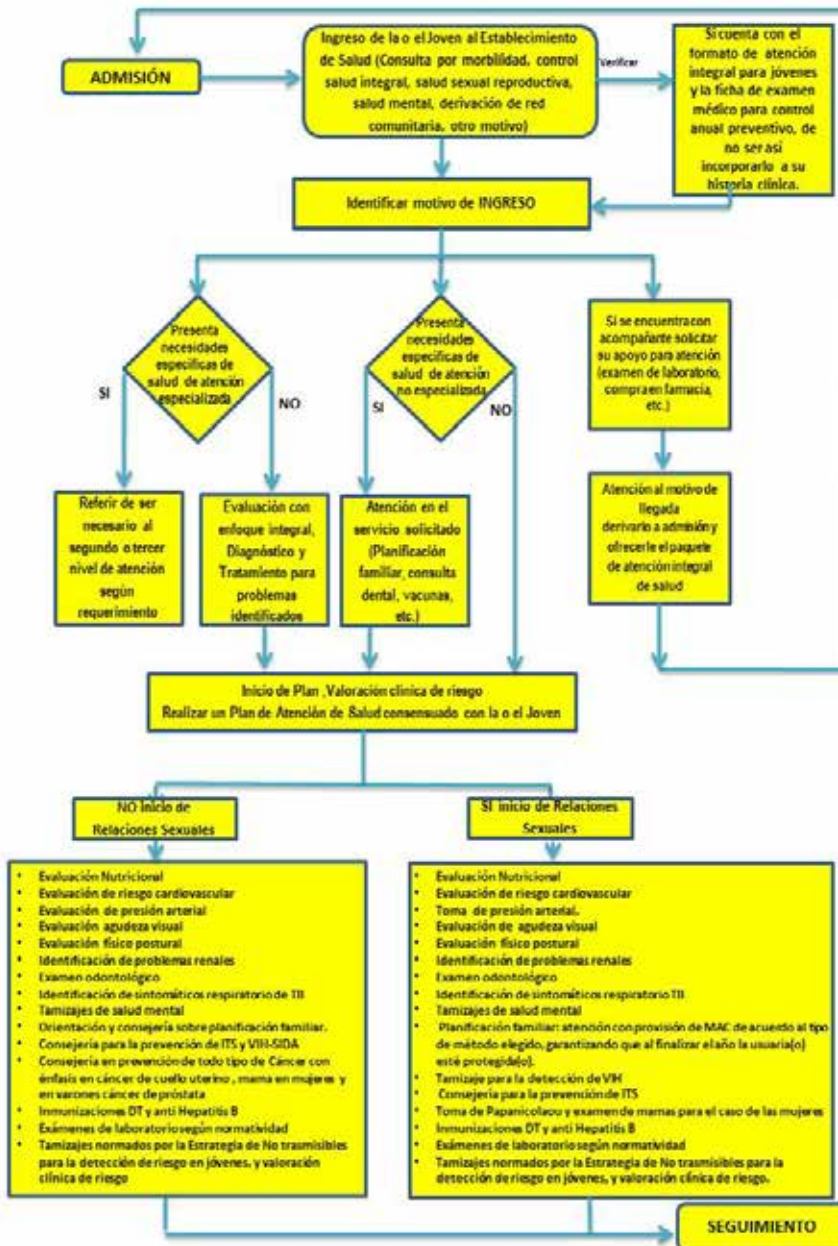 ADMISIÓN
Ingreso de la o el Joven al Establecimiento
de Salud (Consulta por morbilidad, control
salud integral, salud sexual reproductiva,
salud mental, derivación de red
comunitaria, otro motivo)
Verificar
Si cuenta con el
formato de atención
integral para jóvenes
y la ficha de examen
médico para control
anual preventivo, de
no ser así
incorporarlo a su
historia clínica.
Identificar motivo de INGRESO
Presenta
necesidades
especificas de
salud de atención
especializada
SI
NO
Presenta
necesidades
especificas de
salud de atención
no especializada
SI
NO
Si se encuentra con
acompañante solicitar
su apoyo para atención
(examen de laboratorio,
compra en farmacia,
etc.)
Referir de ser
necesario al
segundo o tercer
nivel de atención
según
requerimiento
Evaluación con
enfoque integral,
Diagnóstico y
Tratamiento para
problemas
identificados
Atención en el
servicio solicitado
(Planificación
familiar, consulta
dental, vacunas,
etc.)
Atención al motivo de
llegada
derivarlo a admisión y
ofrecerle el paquete
de atención integral
de salud
Inicio de Plan , Valoración clínica de riesgo
Realizar un Plan de Atención de Salud consensuado con la o el Joven
NO Inicio de
Relaciones Sexuales
SI inicio de Relaciones
Sexuales
• Evaluación Nutricional
• Evaluación de riesgo cardiovascular
• Evaluación de presión arterial
• Evaluación agudeza visual
• Evaluación físico postural
• Identificación de problemas renales
• Examen odontológico
• Identificación de sintomáticos respiratorio de TB
• Tamizajes de salud mental
• Orientación y consejería sobre planificación familiar.
• Consejería para la prevención de ITS y VIH-SIDA
• Consejería en prevención de todo tipo de Cáncer con
énfasis en cáncer de cuello uterino , mama en mujeres y
en varones cáncer de próstata
• Inmunizaciones DT y anti Hepatitis B
• Exámenes de laboratorio según normatividad
• Tamizajes normados por la Estrategia de No trasmisibles
para la detección de riesgo en jóvenes, y valoración
clínica de riesgo
• Evaluación Nutricional
• Evaluación de riesgo cardiovascular
• Toma de presión arterial.
• Evaluación de agudeza visual
• Evaluación físico postural
• Identificación de problemas renales
• Examen odontológico
• Identificación de sintomáticos respiratorio TB
• Tamizajes de salud mental
• Planificación familiar: atención con provisión de MAC de acuerdo al tipo
de método elegido, garantizando que al finalizar el año la usuaria(o)
esté protegida(o).
• Tamizaje para la detección de VIH
• Consejería para la prevención de ITS
• Toma de Papanicolaou y examen de mamas para el caso de las mujeres
• Inmunizaciones DT y anti Hepatitis B
• Exámenes de laboratorio según normatividad
• Tamizajes normados por la Estrategia de No trasmisibles para la
detección de riesgo en jóvenes, y valoración clínica de riesgo.
SEGUIMIENTO